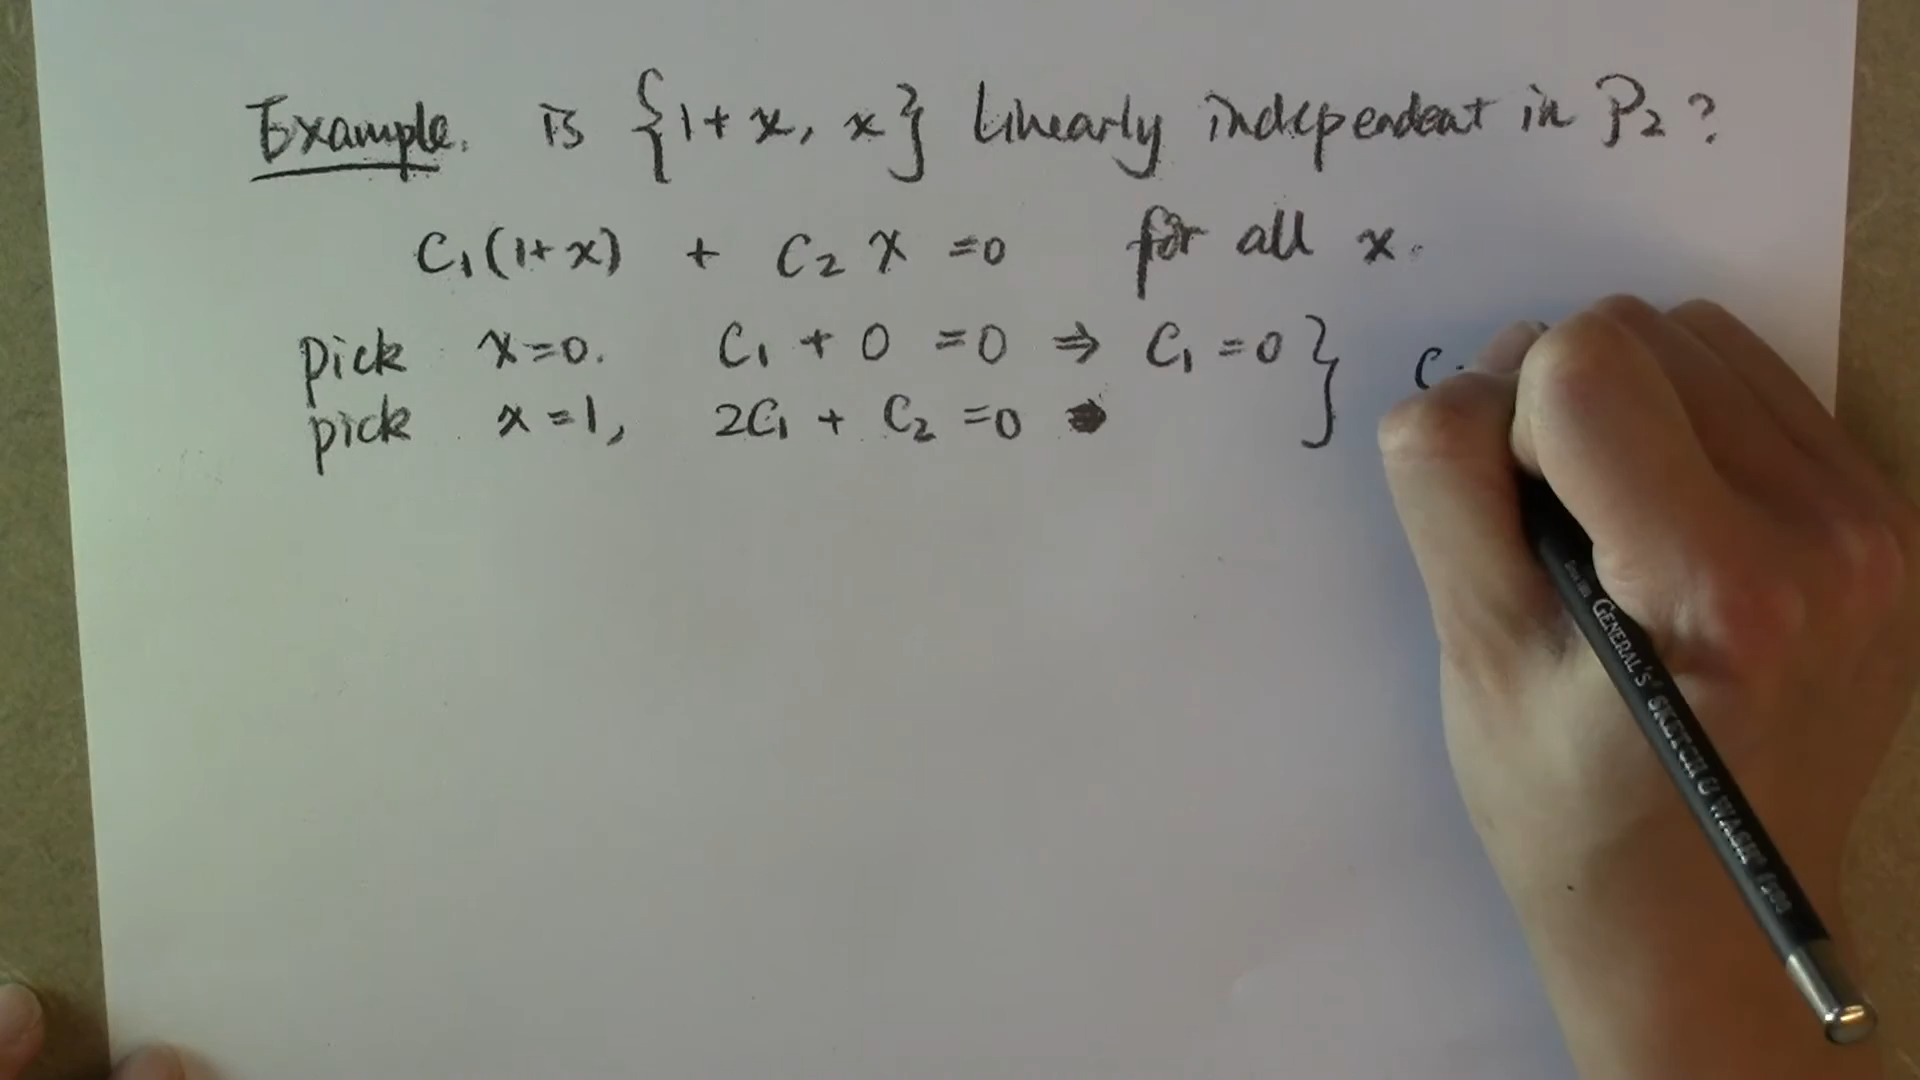 Example. is {1+x, x} Linearly independent in P2?
C1(1+x) + C2 x =0 for all x.
pick x=0. C1 + 0 =0 ⇒ C1 =0 } C
pick x=1, 2C1 + C2 =0
GENERAL'S SKETCH & WASH